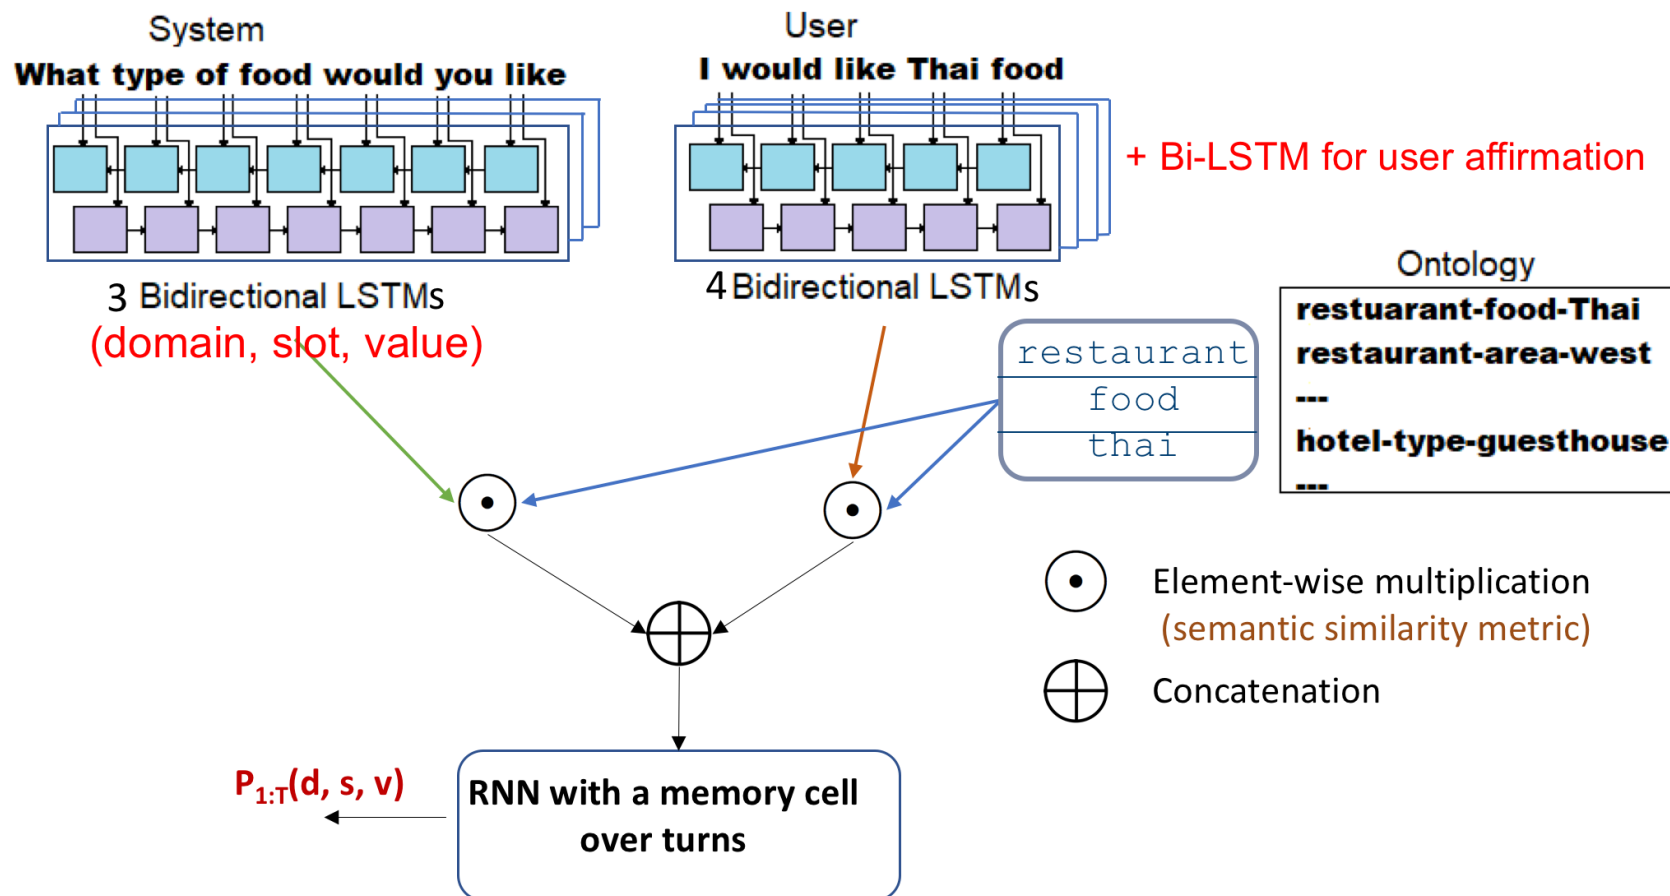 System
What type of food would you like
User
I would like Thai food
+ Bi-LSTM for user affirmation
3 Bidirectional LSTMs
(domain, slot, value)
4 Bidirectional LSTMs
Ontology
restuarant-food-Thai
restaurant-area-west
---
hotel-type-guesthouse
---
restaurant
food
thai
Element-wise multiplication
(semantic similarity metric)
Concatenation
RNN with a memory cell
over turns
P1:T(d, s, v)